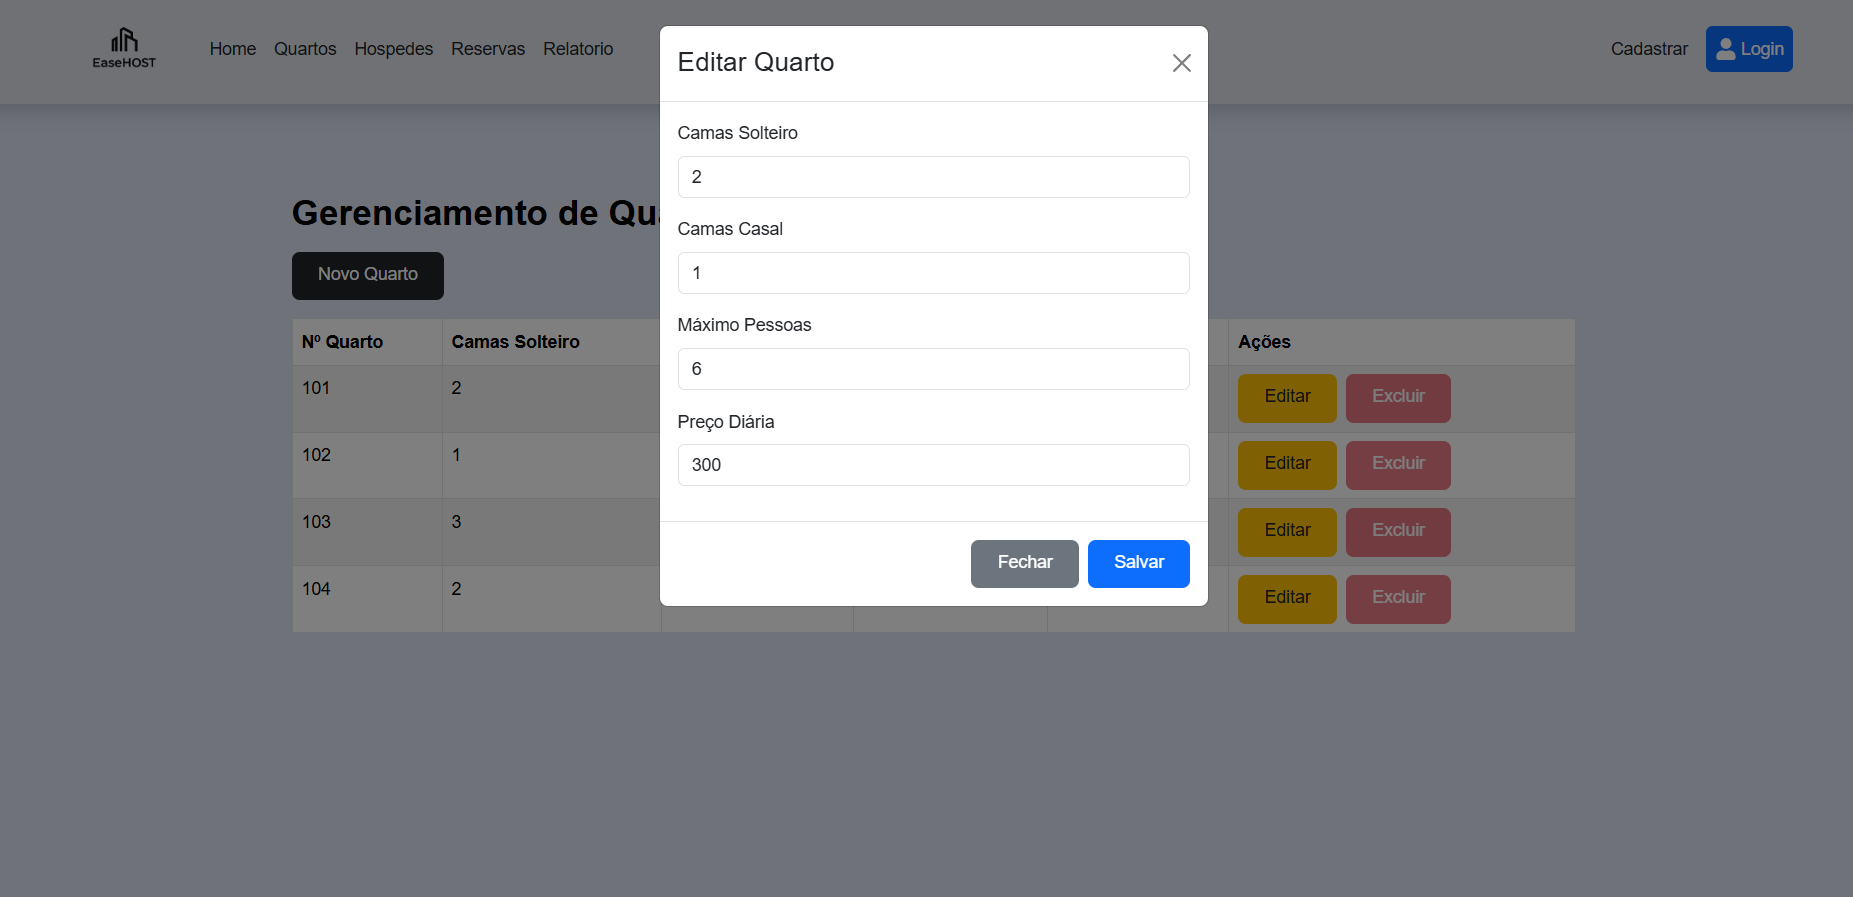 EaseHOST
Home Quartos Hospedes Reservas Relatorio
Cadastrar Login
Editar Quarto
Camas Solteiro
2
Camas Casal
1
Máximo Pessoas
6
Preço Diária
300
Fechar Salvar
Gerenciamento de
Novo Quarto
Nº Quarto Camas Solteiro Ações
101 2 Editar Excluir
102 1 Editar Excluir
103 3 Editar Excluir
104 2 Editar Excluir